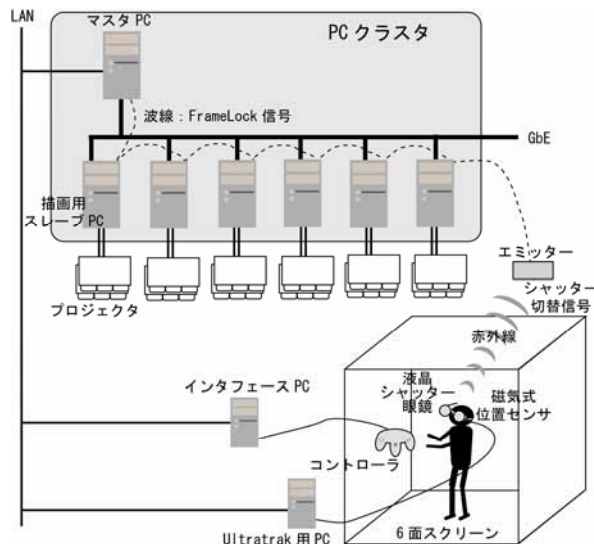 LAN
マスタ PC
PC クラスタ
波線：FrameLock 信号
GbE
描画用
スレーブ PC
エミッター
プロジェクタ
シャッター
切替信号
赤外線
液晶
シャッター
眼鏡
磁気式
位置センサ
インタフェース PC
コントローラ
6 面スクリーン
Ultratrak 用 PC